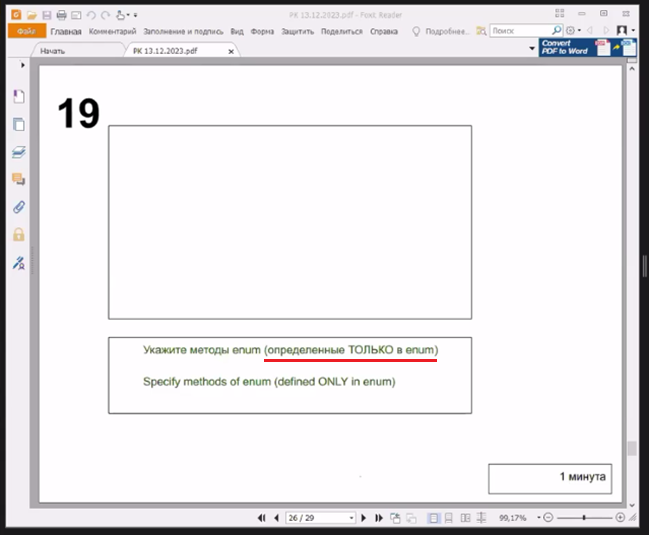 РК 13.12.2023.pdf - Foxit Reader
Файл Главная Комментарий Заполнение и подпись Вид Форма Защитить Поделиться Справка Подробнее.. Поиск
Начать РК 13.12.2023.pdf Convert PDF to Word
19
Укажите методы enum (определенные ТОЛЬКО в enum)
Specify methods of enum (defined ONLY in enum)
1 минута
26 / 29 99,17%